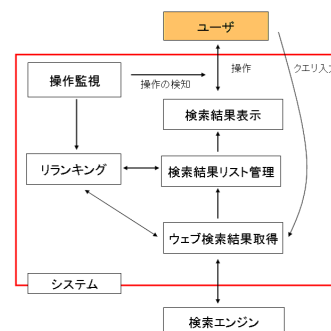 ユーザ
操作監視
操作の検知
操作
クエリ入力
検索結果表示
リランキング
検索結果リスト管理
ウェブ検索結果取得
システム
検索エンジン